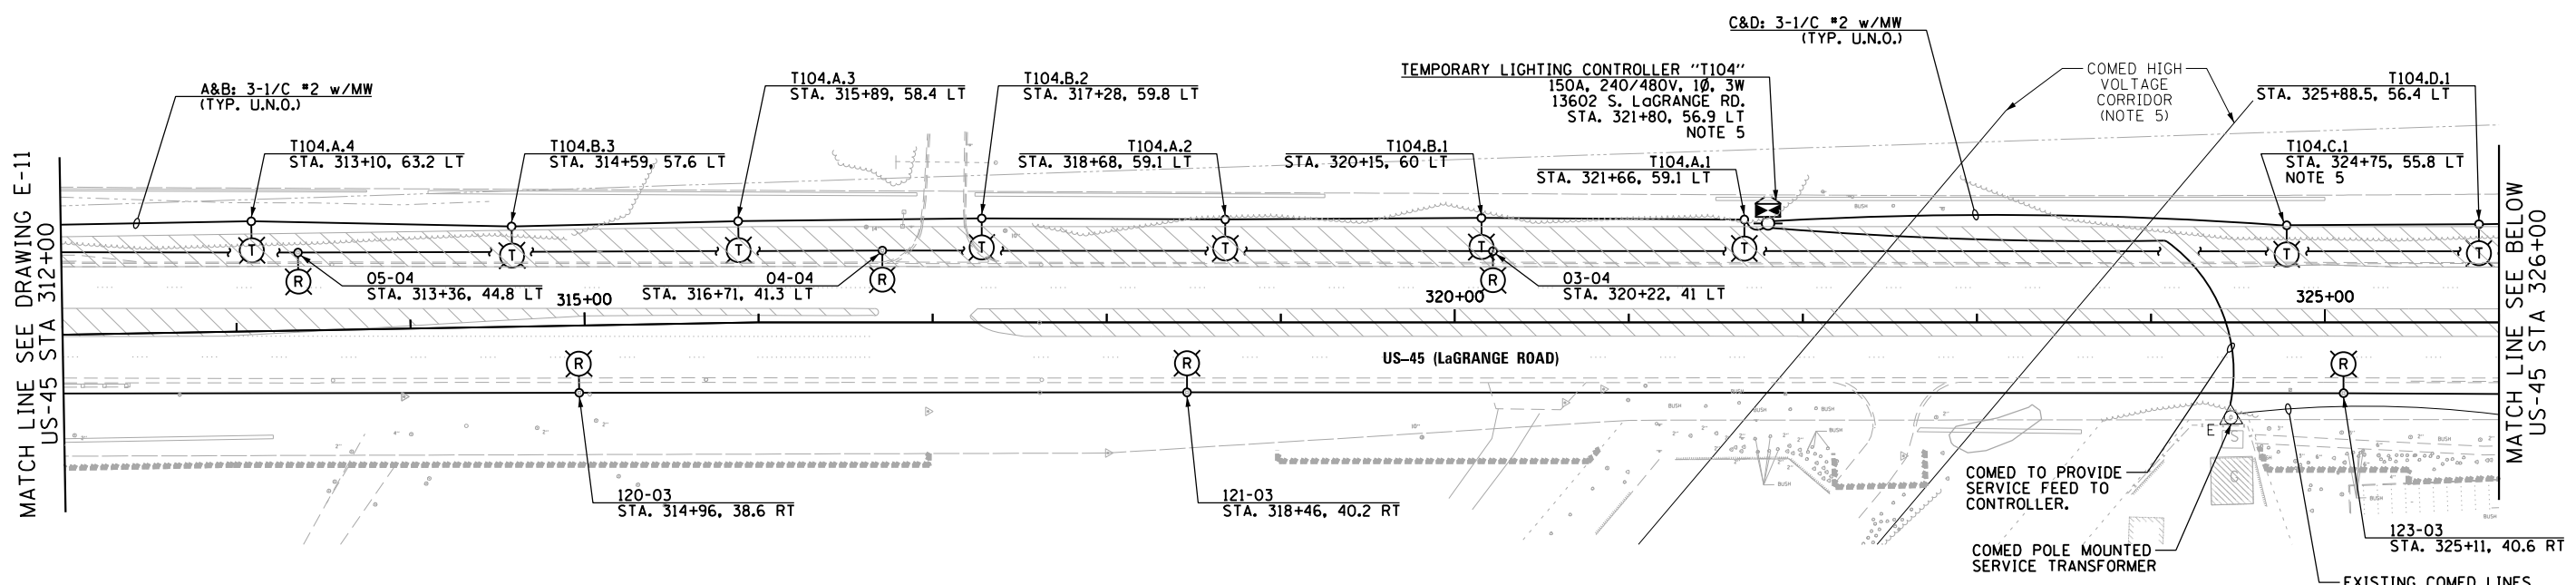 MATCH LINE SEE DRAWING E-11
US-45 STA 312+00
A&B: 3-1/C #2 w/MW
(TYP. U.N.O.)
T104.A.4
STA. 313+10, 63.2 LT
T104.B.3
STA. 314+59, 57.6 LT
T104.A.3
STA. 315+89, 58.4 LT
T104.B.2
STA. 317+28, 59.8 LT
T104.A.2
STA. 318+68, 59.1 LT
T104.B.1
STA. 320+15, 60 LT
T104.A.1
STA. 321+66, 59.1 LT
TEMPORARY LIGHTING CONTROLLER "T104"
150A, 240/480V, 1Ø, 3W
13602 S. LaGRANGE RD.
STA. 321+80, 56.9 LT
NOTE 5
C&D: 3-1/C #2 w/MW
(TYP. U.N.O.)
COMED HIGH
VOLTAGE
CORRIDOR
(NOTE 5)
T104.D.1
STA. 325+88.5, 56.4 LT
T104.C.1
STA. 324+75, 55.8 LT
NOTE 5
T
T
T
T
T
T
T
T
T
R
R
R
05-04
STA. 313+36, 44.8 LT
04-04
STA. 316+71, 41.3 LT
03-04
STA. 320+22, 41 LT
315+00
320+00
325+00
US-45 (LaGRANGE ROAD)
R
R
R
120-03
STA. 314+96, 38.6 RT
121-03
STA. 318+46, 40.2 RT
123-03
STA. 325+11, 40.6 RT
BUSH
BUSH
BUSH
BUSH
BUSH
BUSH
E
S
G
COMED TO PROVIDE
SERVICE FEED TO
CONTROLLER.
COMED POLE MOUNTED
SERVICE TRANSFORMER
EXISTING COMED LINES
MATCH LINE SEE BELOW
US-45 STA 326+00